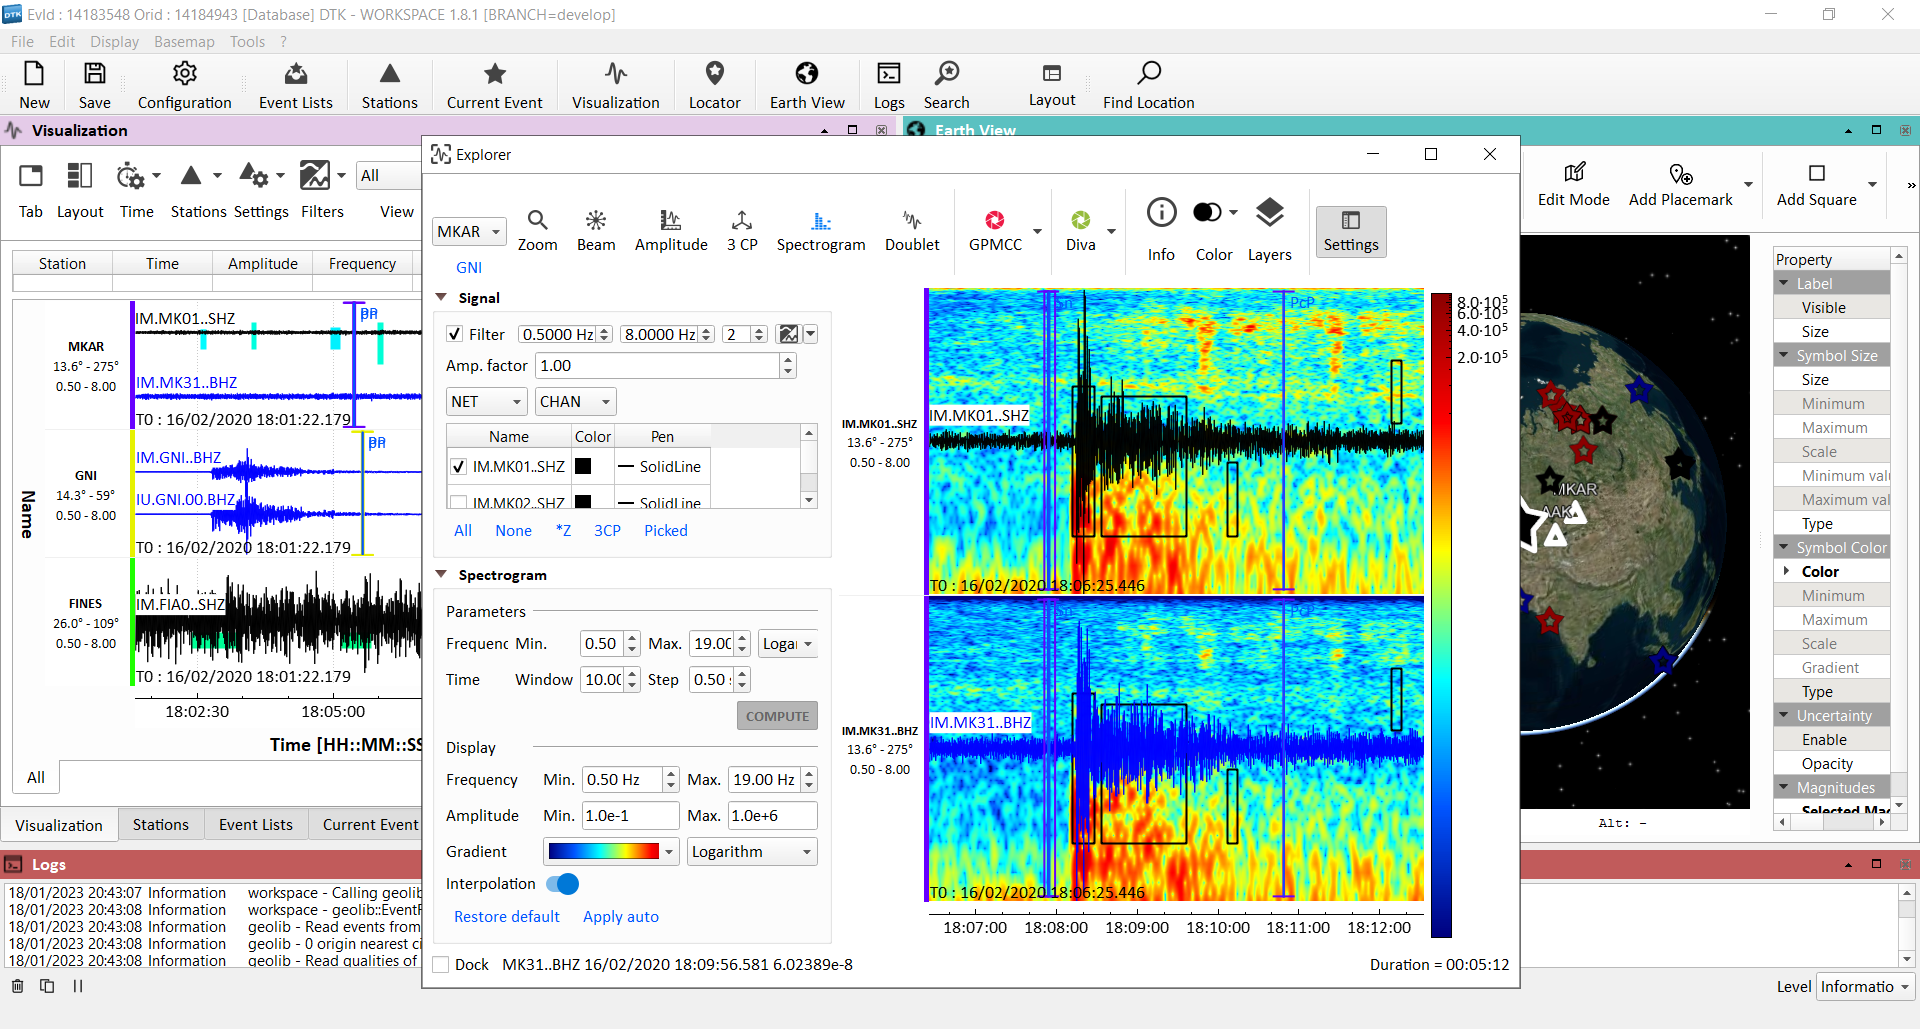 EvId : 14183548 Orid : 14184943 [Database] DTK - WORKSPACE 1.8.1 [BRANCH=develop]
File Edit Display Basemap Tools ?
New Save Configuration Event Lists Stations Current Event Visualization Locator Earth View Logs Search Layout Find Location
Visualization
Earth View
Tab Layout Time Stations Settings Filters View
All
Edit Mode Add Placemark Add Square
Station Time Amplitude Frequency
Name
MKAR
13.6° - 275°
0.50 - 8.00
IM.MK01..SHZ
pn
IM.MK31..BHZ
T0 : 16/02/2020 18:01:22.179
GNI
14.3° - 59°
0.50 - 8.00
pn
IM.GNI..BHZ
IU.GNI.00.BHZ
T0 : 16/02/2020 18:01:22.179
FINES
26.0° - 109°
0.50 - 8.00
IM.FIA0..SHZ
T0 : 16/02/2020 18:01:22.179
18:02:30 18:05:00
Time [HH::MM::SS
All
Visualization Stations Event Lists Current Event
Logs
18/01/2023 20:43:07 Information workspace - Calling geolib
18/01/2023 20:43:08 Information workspace - geolib::EventF
18/01/2023 20:43:08 Information geolib - Read events from
18/01/2023 20:43:08 Information geolib - 0 origin nearest ci
18/01/2023 20:43:08 Information geolib - Read qualities of
Level Informatio
Explorer
MKAR
GNI
Zoom Beam Amplitude 3 CP Spectrogram Doublet GPMCC Diva Info Color Layers Settings
Signal
Filter 0.5000 Hz 8.0000 Hz 2
Amp. factor 1.00
NET CHAN
Name Color Pen
IM.MK01..SHZ SolidLine
IM.MK02..SHZ SolidLine
All None *Z 3CP Picked
Spectrogram
Parameters
Frequenc Min. 0.50 Max. 19.00 Logar
Time Window 10.00 Step 0.50
COMPUTE
Display
Frequency Min. 0.50 Hz Max. 19.00 Hz
Amplitude Min. 1.0e-1 Max. 1.0e+6
Gradient Logarithm
Interpolation
Restore default Apply auto
Dock MK31..BHZ 16/02/2020 18:09:56.581 6.02389e-8
Duration = 00:05:12
IM.MK01..SHZ
13.6° - 275°
0.50 - 8.00
PcP
IM.MK01..SHZ
T0 : 16/02/2020 18:06:25.446
IM.MK31..BHZ
13.6° - 275°
0.50 - 8.00
PcP
IM.MK31..BHZ
T0 : 16/02/2020 18:06:25.446
18:07:00 18:08:00 18:09:00 18:10:00 18:11:00 18:12:00
8.0·10⁵
6.0·10⁵
4.0·10⁵
2.0·10⁵
MKAR
AAK
Alt: -
Property
Label
Visible
Size
Symbol Size
Size
Minimum
Maximum
Scale
Minimum valu
Maximum val
Type
Symbol Color
Color
Minimum
Maximum
Scale
Gradient
Type
Uncertainty
Enable
Opacity
Magnitudes
Selected Mag